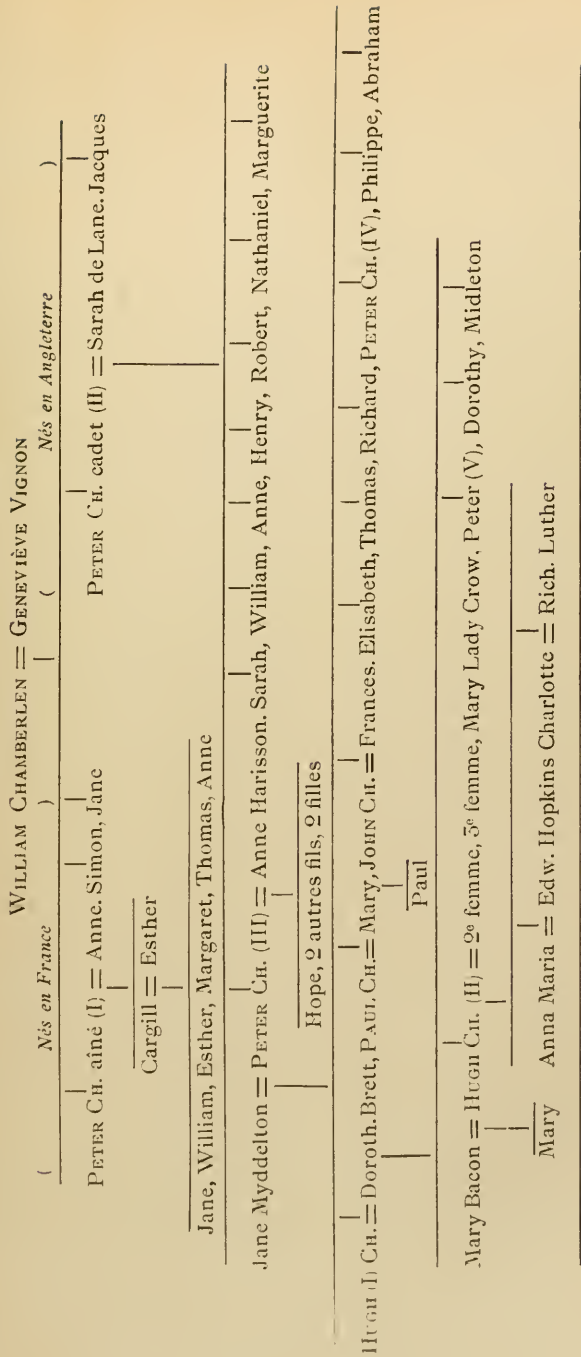 WILLIAM CHAMBERLEN = GENEVIÈVE VIGNON
( Nés en France ) ( Nés en Angleterre )
PETER CH. aîné (I) = Anne. Simon, Jane PETER CH. cadet (II) = Sarah de Lane. Jacques
Cargill = Esther
Jane, William, Esther, Margaret, Thomas, Anne
Jane Myddelton = PETER CH. (III) = Anne Harisson. Sarah, William, Anne, Henry, Robert, Nathaniel, Marguerite
Hope, 2 autres fils, 2 filles
HUGH (I) CH. = Doroth. Brett, PAUL CH. = Mary, JOHN CH. = Frances. Elisabeth, Thomas, Richard, PETER CH. (IV), Philippe, Abraham
Paul
Mary Bacon = HUGH CH. (II) = 2e femme, 3e femme, Mary Lady Crow, Peter (V), Dorothy, Midleton
Mary Anna Maria = Edw. Hopkins Charlotte = Rich. Luther